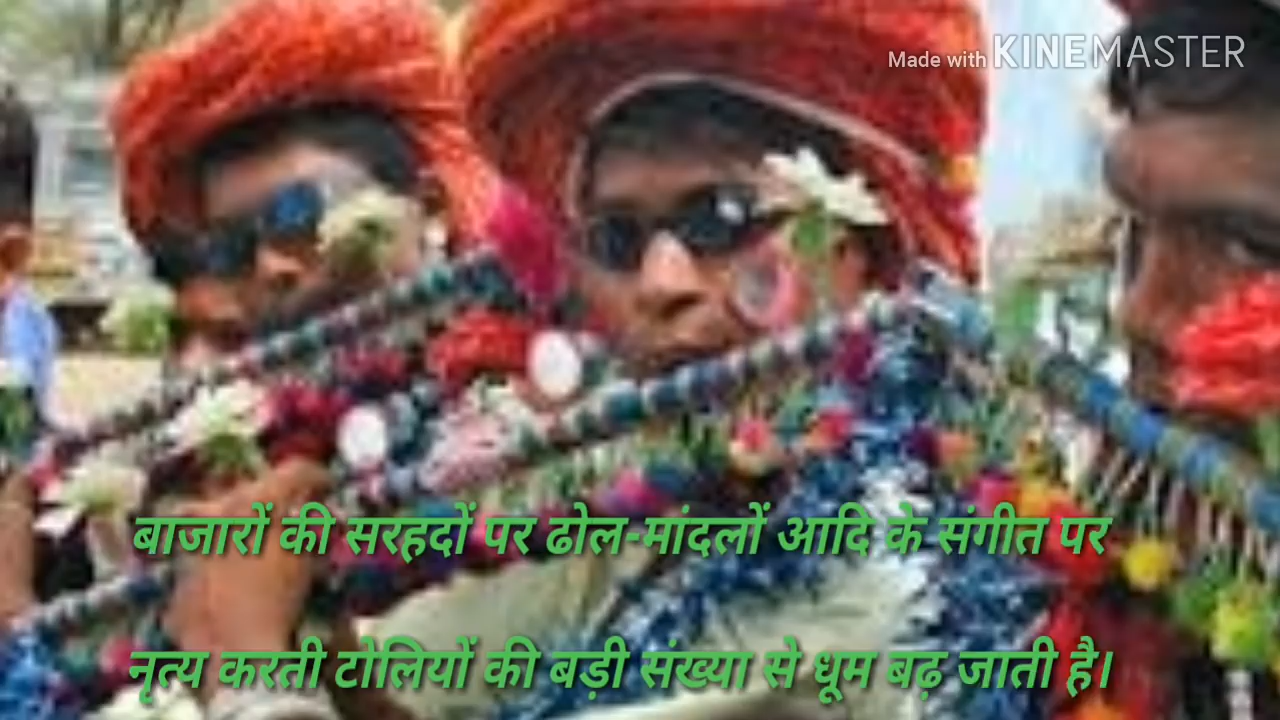 Made with KINEMASTER
बाजारों की सरहदों पर ढोल-मांदलों आदि के संगीत पर
नृत्य करती टोलियों की बड़ी संख्या से धूम बढ़ जाती है।